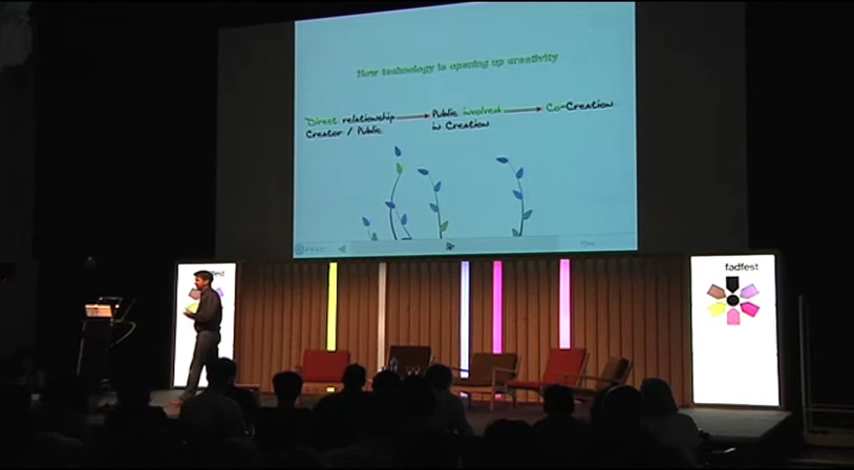 How technology is opening up creativity
Direct relationship
Creator / Public
Public involved
in Creation
Co-Creation
fadfest